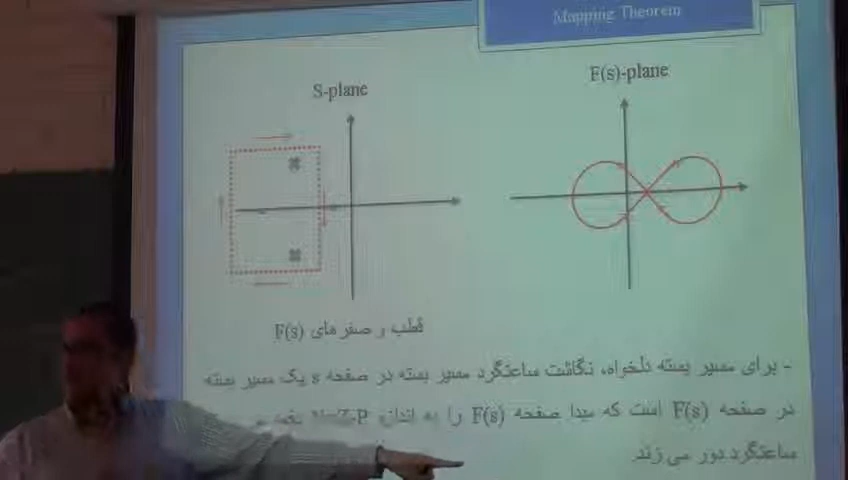 Mapping Theorem
S-plane
F(s)-plane
قطب و صفرهای F(s)
- برای مسیر بسته دلخواه، نگاشت ساعتگرد مسیر بسته در صفحه s یک مسیر بسته
در صفحه F(s) است که مبدا صفحه F(s) را به اندازه N=Z-P
ساعتگرد دور می زند.